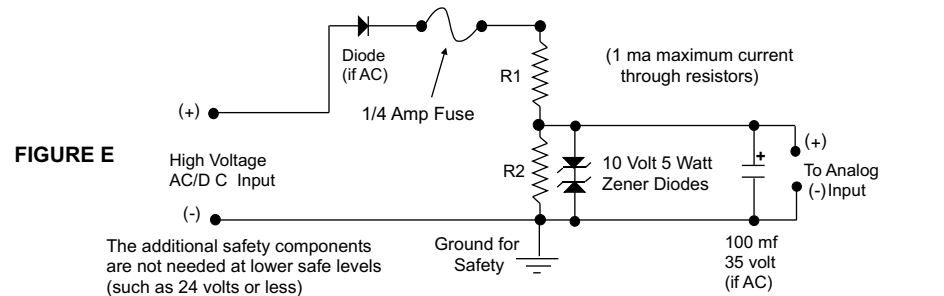 Diode
(if AC)
R1
(1 ma maximum current
through resistors)
1/4 Amp Fuse
(+)
FIGURE E
High Voltage
AC/D C Input
R2
10 Volt 5 Watt
Zener Diodes
+
(+)
To Analog
(-)Input
(-)
The additional safety components
are not needed at lower safe levels
(such as 24 volts or less)
Ground for
Safety
100 mf
35 volt
(if AC)